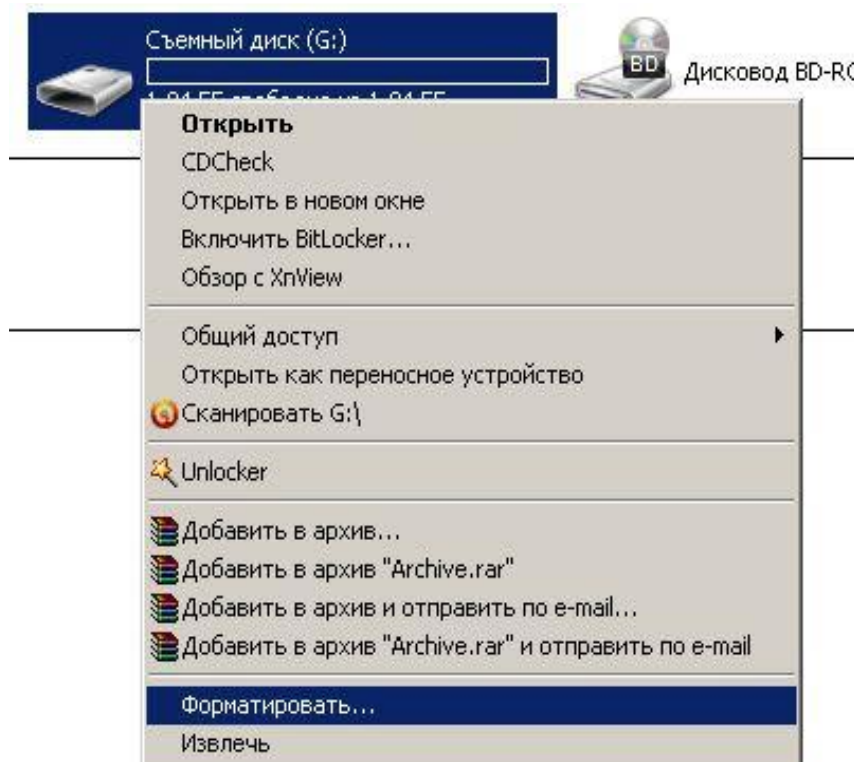 Съемный диск (G:)
BD
Дисковод BD-RO
Открыть
CDCheck
Открыть в новом окне
Включить BitLocker...
Обзор с XnView
Общий доступ
Открыть как переносное устройство
Сканировать G:\
Unlocker
Добавить в архив...
Добавить в архив "Archive.rar"
Добавить в архив и отправить по e-mail...
Добавить в архив "Archive.rar" и отправить по e-mail
Форматировать...
Извлечь